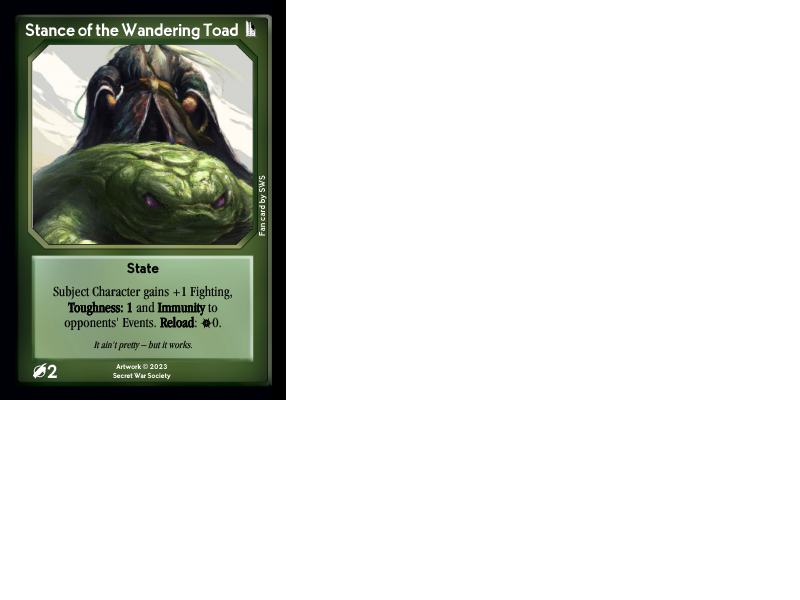 Stance of the Wandering Toad
Fan card by SWS
State
Subject Character gains +1 Fighting,
Toughness: 1 and Immunity to
opponents' Events. Reload: 0.
It ain't pretty – but it works.
2
Artwork © 2023
Secret War Society